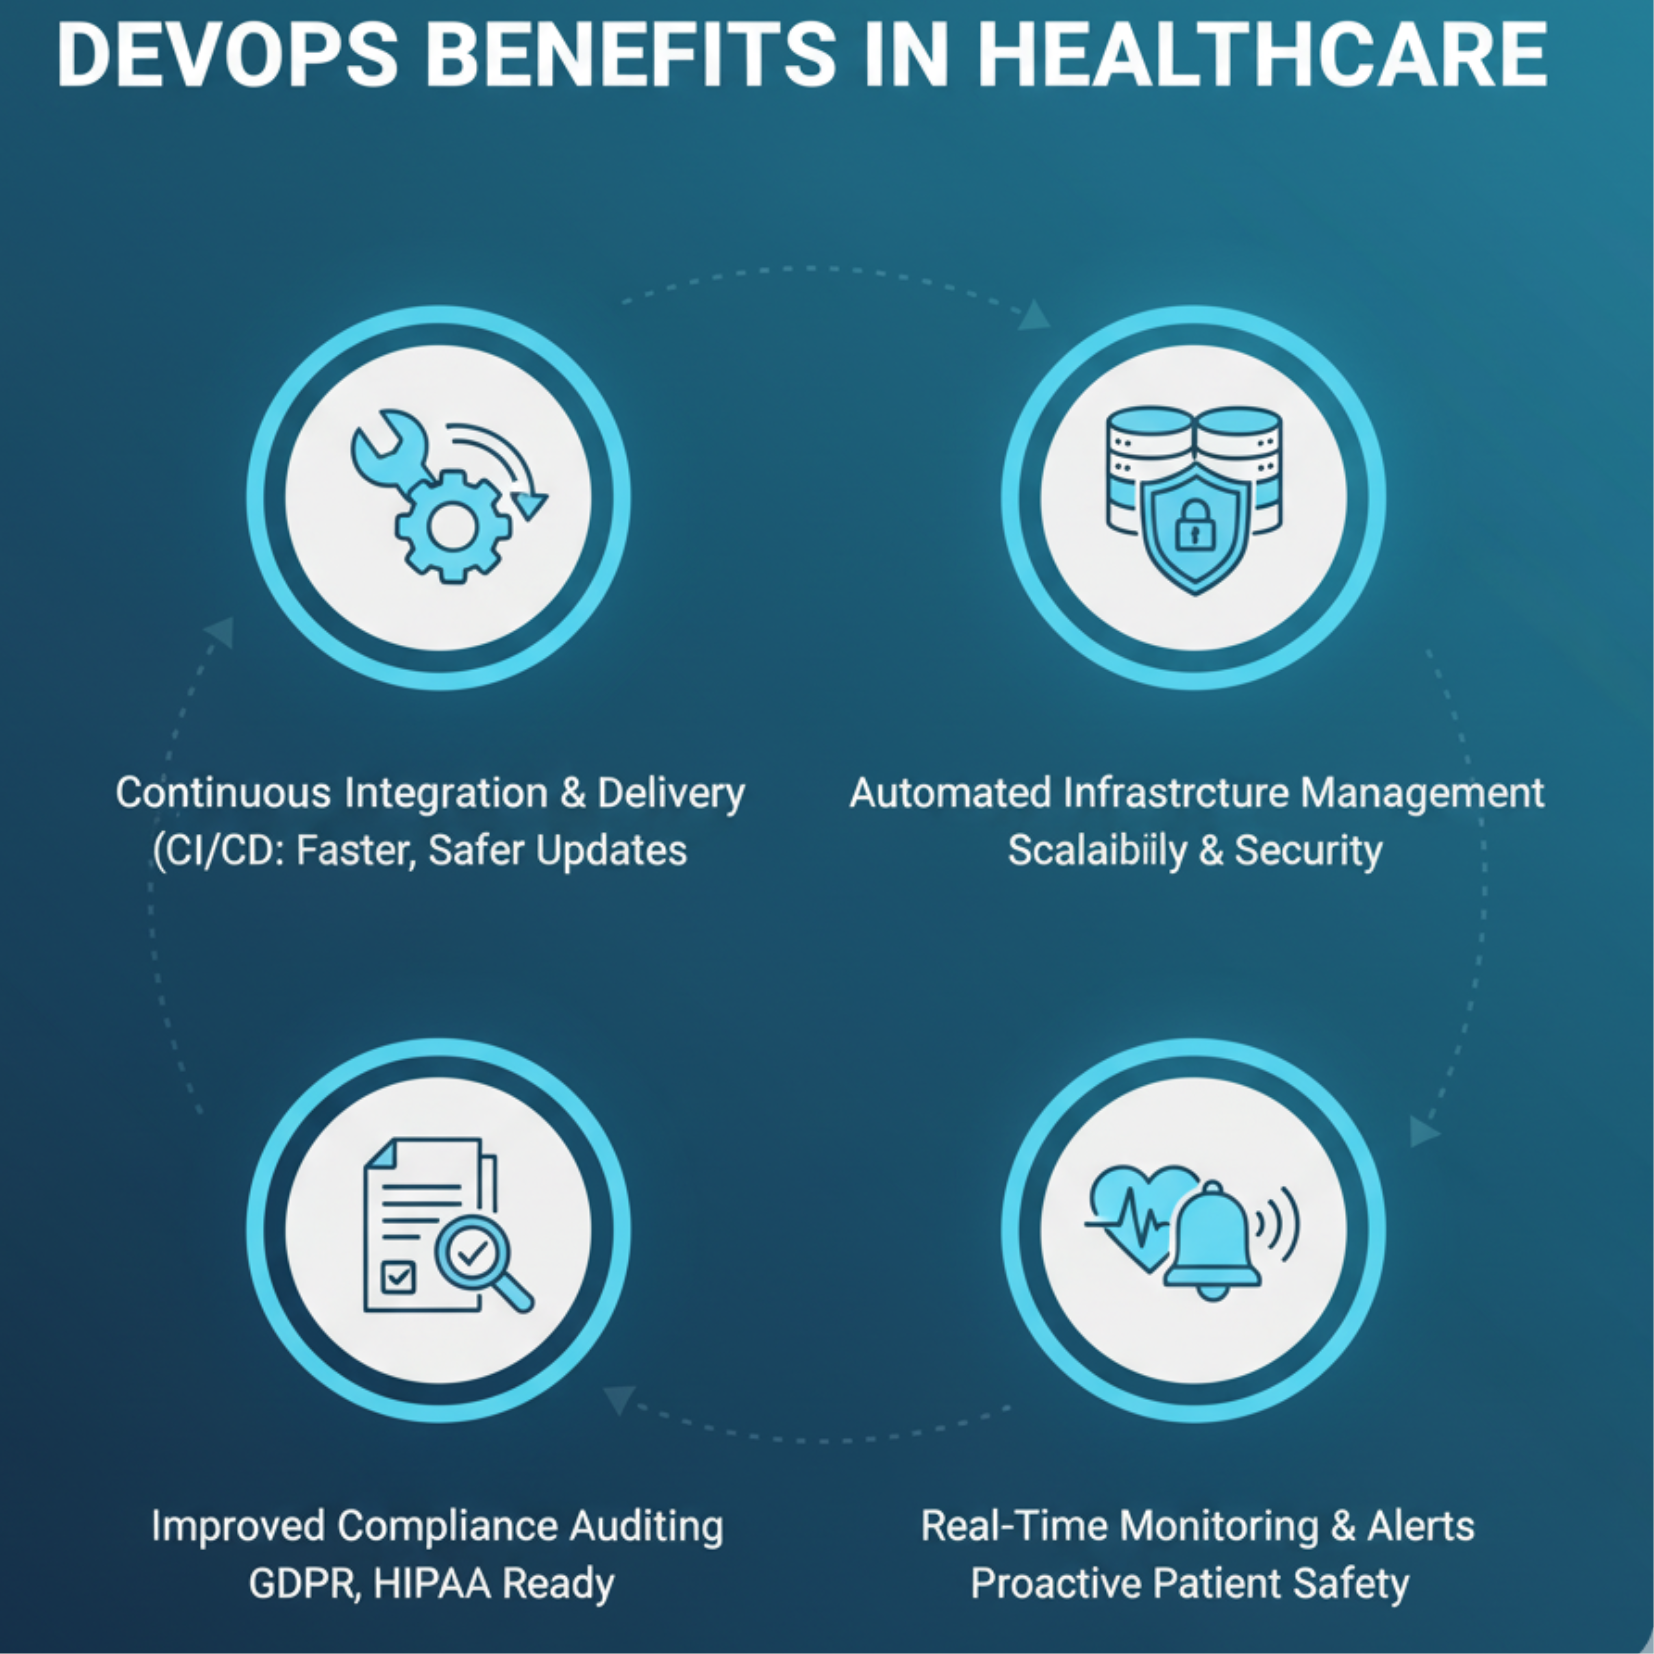 DEVOPS BENEFITS IN HEALTHCARE
Continuous Integration & Delivery
(CI/CD: Faster, Safer Updates
Automated Infrastrcture Management
Scalaibiily & Security
Improved Compliance Auditing
GDPR, HIPAA Ready
Real-Time Monitoring & Alerts
Proactive Patient Safety